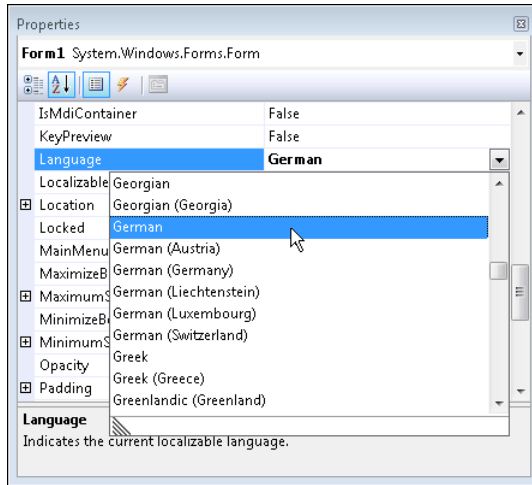 Properties
Form1 System.Windows.Forms.Form
IsMdiContainer False
KeyPreview False
Language German
Localizable
Georgian
Location
Georgian (Georgia)
Locked
German
MainMenu
German (Austria)
MaximizeB
German (Germany)
MaximumS
German (Liechtenstein)
MinimizeB
German (Luxembourg)
MinimumS
German (Switzerland)
Opacity
Greek
Padding
Greek (Greece)
Greenlandic (Greenland)
Language
Indicates the current localizable language.